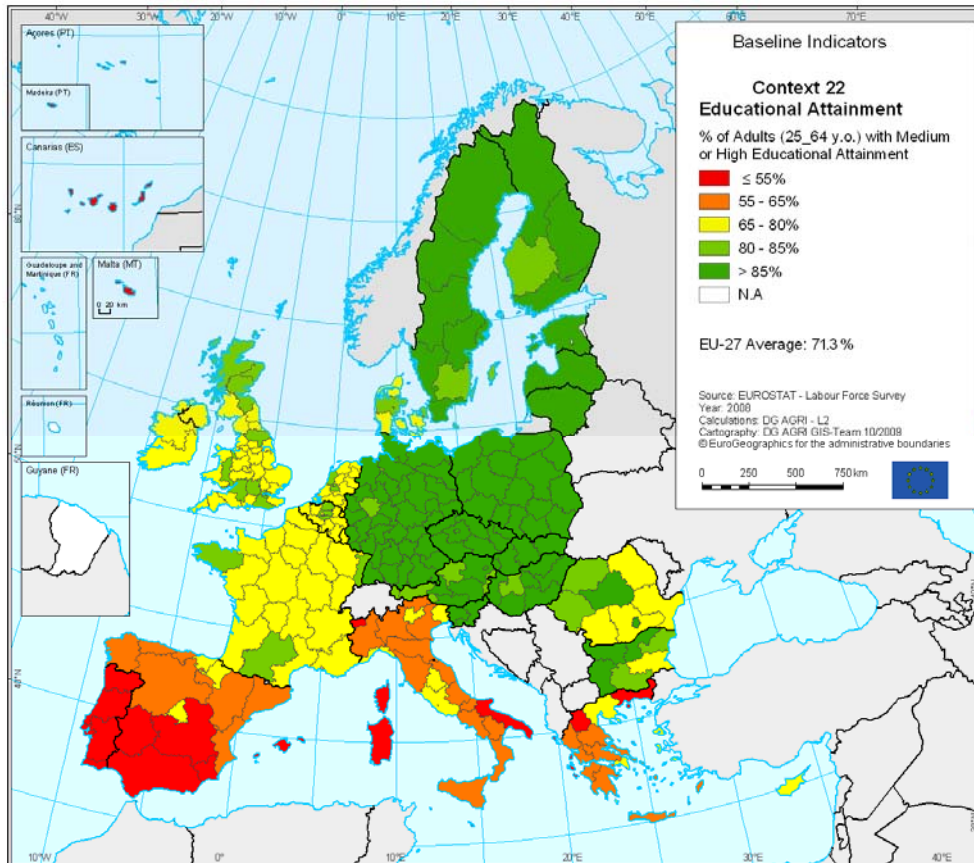 40°W
30°W
20°W
10°W
0°
10°E
20°E
30°E
40°E
50°E
60°E
70°E
Açores (PT)
Madeira (PT)
Canarias (ES)
Guadeloupe and
Martinique (FR)
Malta (MT)
0 20 km
Réunion (FR)
Guyane (FR)
Baseline Indicators
Context 22
Educational Attainment
% of Adults (25_64 y.o.) with Medium
or High Educational Attainment
≤ 55%
55 - 65%
65 - 80%
80 - 85%
> 85%
N.A
EU-27 Average: 71.3 %
Source: EUROSTAT - Labour Force Survey
Year: 2008
Calculations: DG AGRI - L2
Cartography: DG AGRI GIS-Team 10/2009
© EuroGeographics for the administrative boundaries
0 250 500 750 km
40°N
10°W
0°
10°E
20°E
30°E
40°E